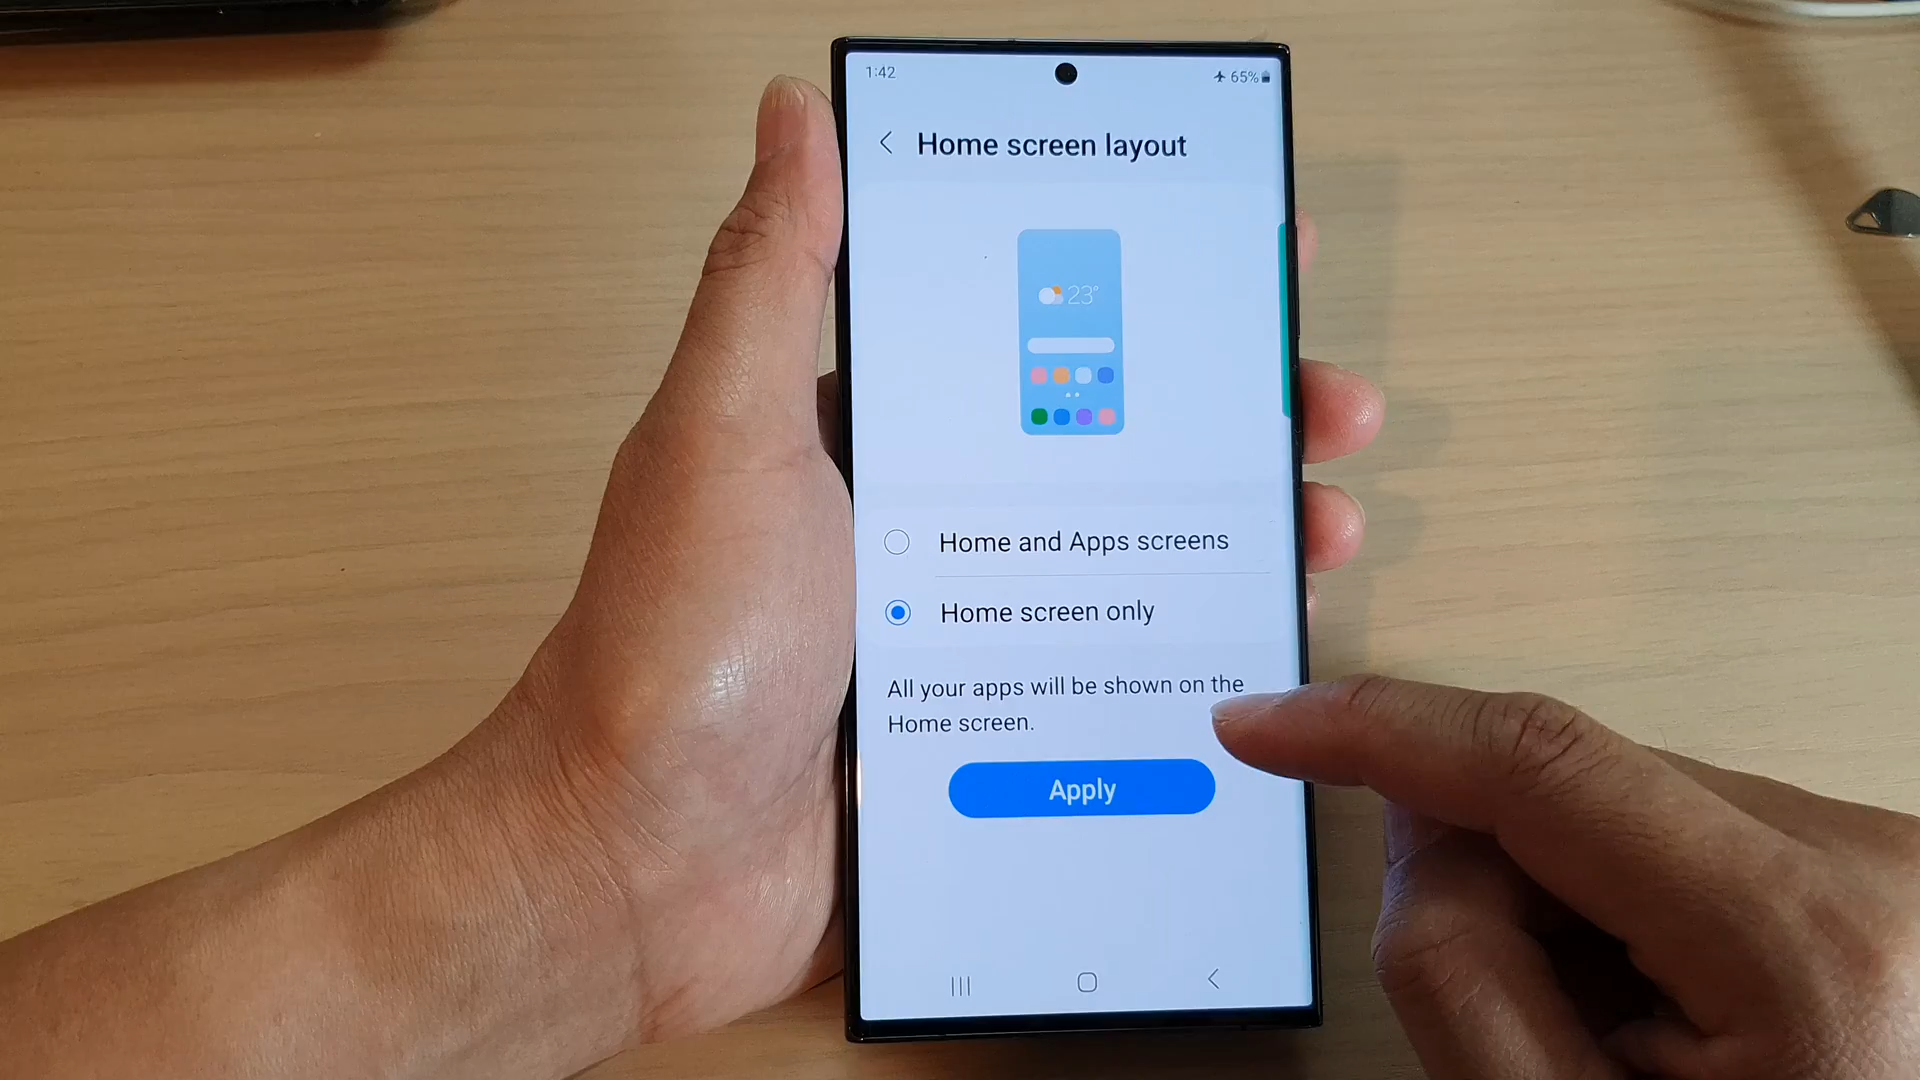 1:42
65%
Home screen layout
23°
Home and Apps screens
Home screen only
All your apps will be shown on the
Home screen.
Apply